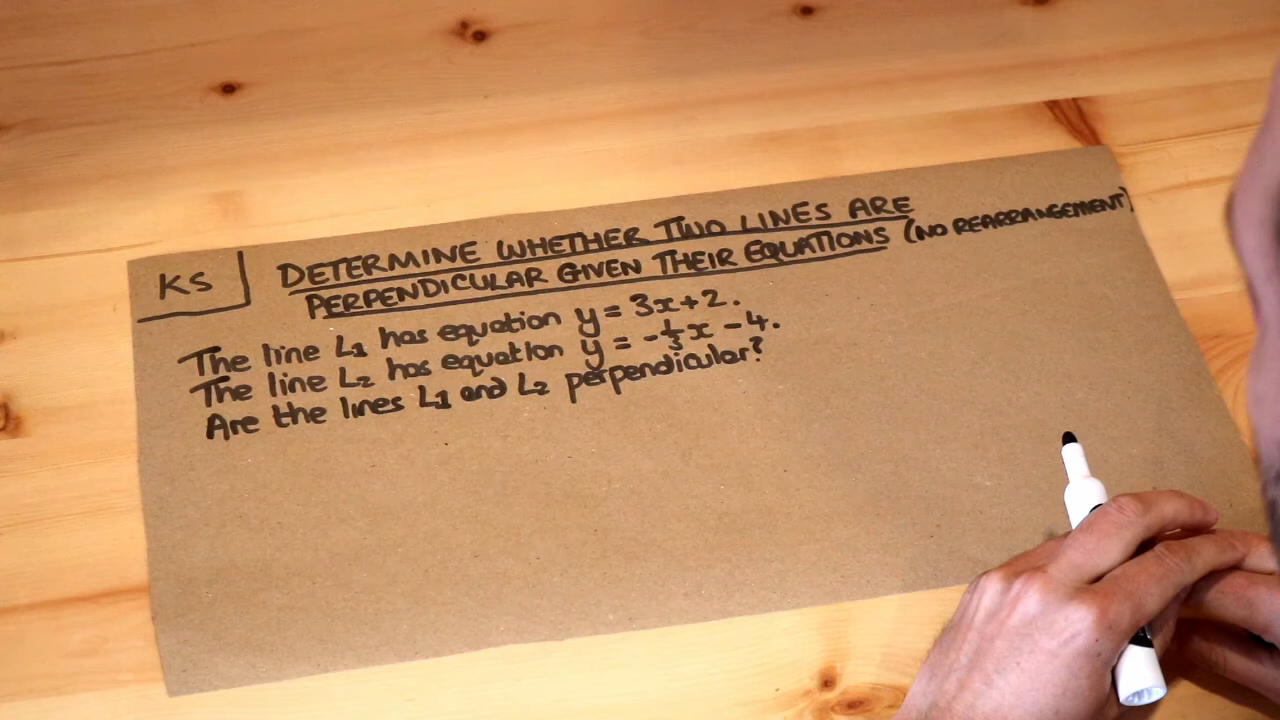 KS
DETERMINE WHETHER TWO LINES ARE
PERPENDICULAR GIVEN THEIR EQUATIONS (NO REARRANGEMENT)
The line L1 has equation y = 3x + 2.
The line L2 has equation y = -1/3x - 4.
Are the lines L1 and L2 perpendicular?